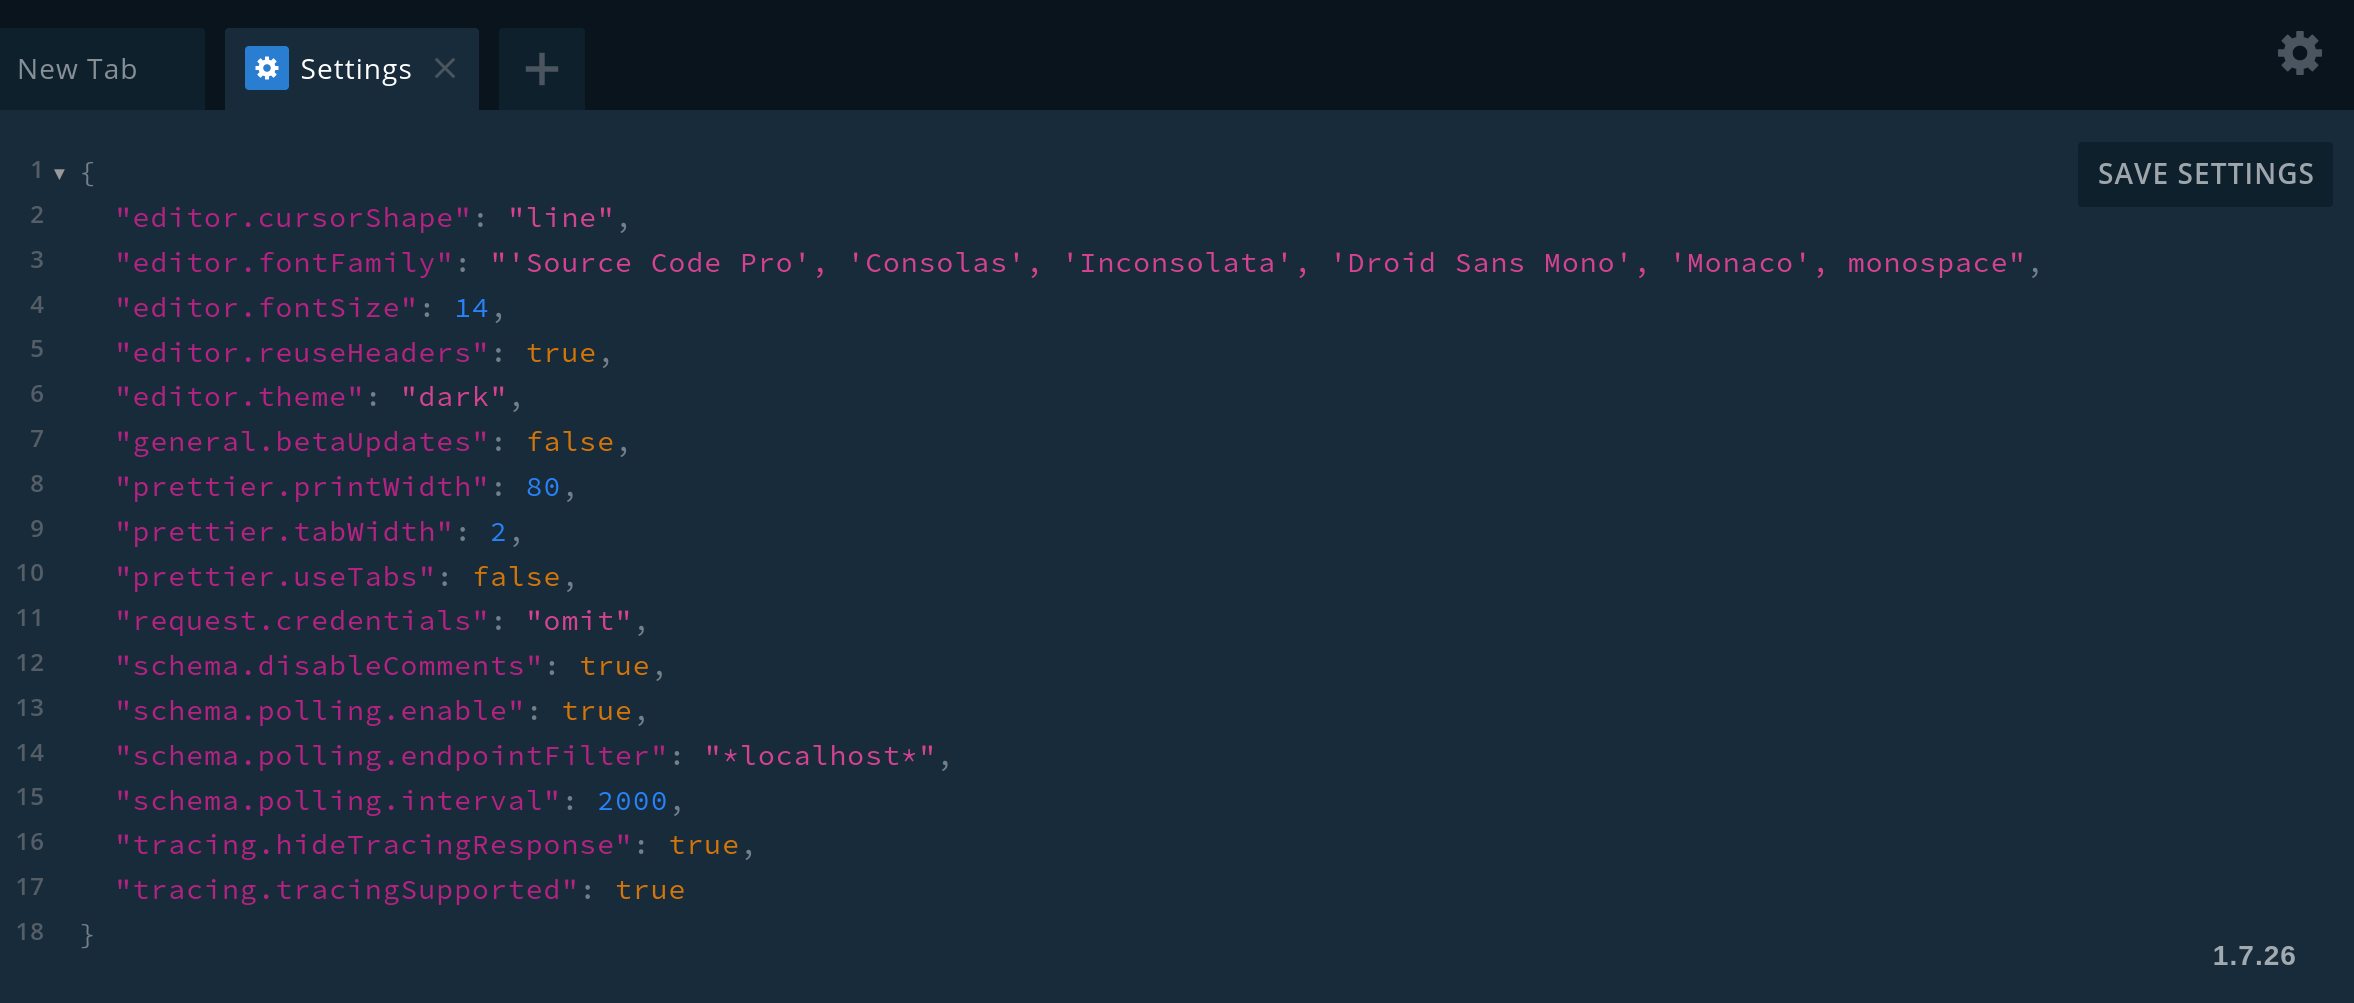 New Tab
Settings
SAVE SETTINGS
1 {
2 "editor.cursorShape": "line",
3 "editor.fontFamily": "'Source Code Pro', 'Consolas', 'Inconsolata', 'Droid Sans Mono', 'Monaco', monospace",
4 "editor.fontSize": 14,
5 "editor.reuseHeaders": true,
6 "editor.theme": "dark",
7 "general.betaUpdates": false,
8 "prettier.printWidth": 80,
9 "prettier.tabWidth": 2,
10 "prettier.useTabs": false,
11 "request.credentials": "omit",
12 "schema.disableComments": true,
13 "schema.polling.enable": true,
14 "schema.polling.endpointFilter": "*localhost*",
15 "schema.polling.interval": 2000,
16 "tracing.hideTracingResponse": true,
17 "tracing.tracingSupported": true
18 }
1.7.26